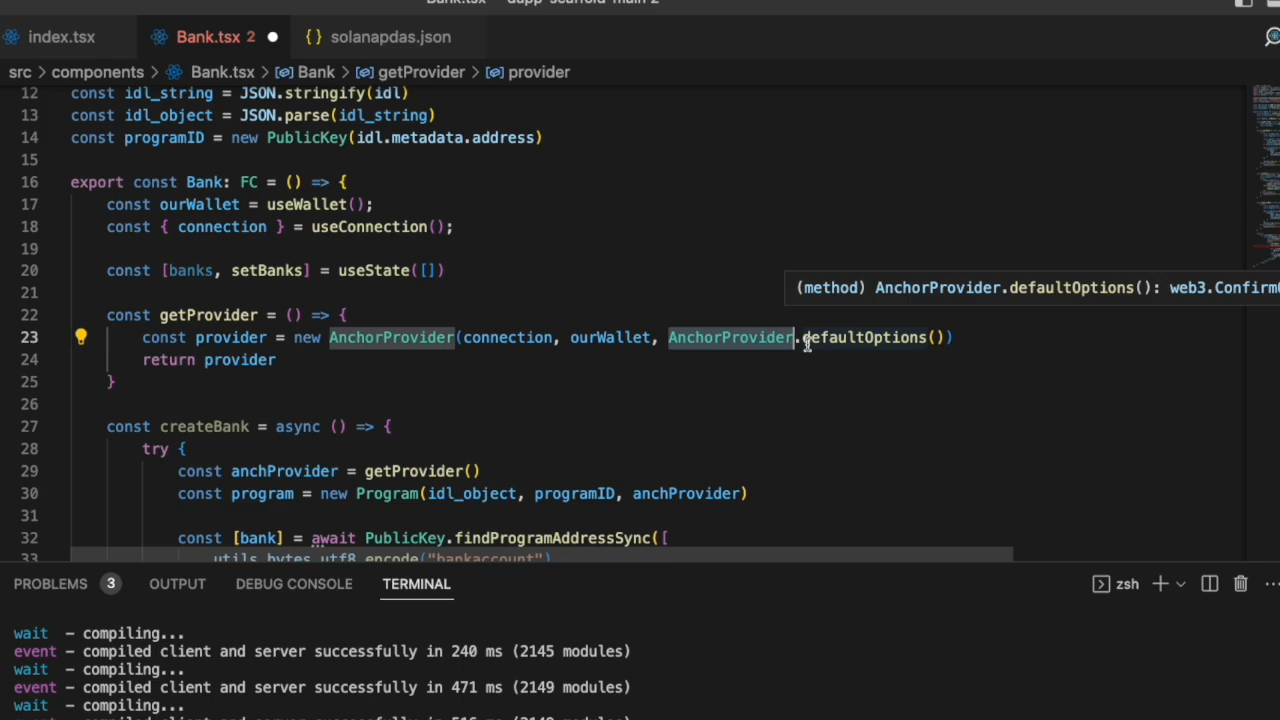 index.tsx
Bank.tsx 2
{} solanapdas.json
src > components > Bank.tsx > Bank > getProvider > provider
12 const idl_string = JSON.stringify(idl)
13 const idl_object = JSON.parse(idl_string)
14 const programID = new PublicKey(idl.metadata.address)
15
16 export const Bank: FC = () => {
17 const ourWallet = useWallet();
18 const { connection } = useConnection();
19
20 const [banks, setBanks] = useState([])
(method) AnchorProvider.defaultOptions(): web3.Confirm
21
22 const getProvider = () => {
23 const provider = new AnchorProvider(connection, ourWallet, AnchorProvider.defaultOptions())
24 return provider
25 }
26
27 const createBank = async () => {
28 try {
29 const anchProvider = getProvider()
30 const program = new Program(idl_object, programID, anchProvider)
31
32 const [bank] = await PublicKey.findProgramAddressSync([
33 utils.bytes.utf8.encode("bankaccount")
PROBLEMS 3 OUTPUT DEBUG CONSOLE TERMINAL zsh
wait - compiling...
event - compiled client and server successfully in 240 ms (2145 modules)
wait - compiling...
event - compiled client and server successfully in 471 ms (2149 modules)
wait - compiling...